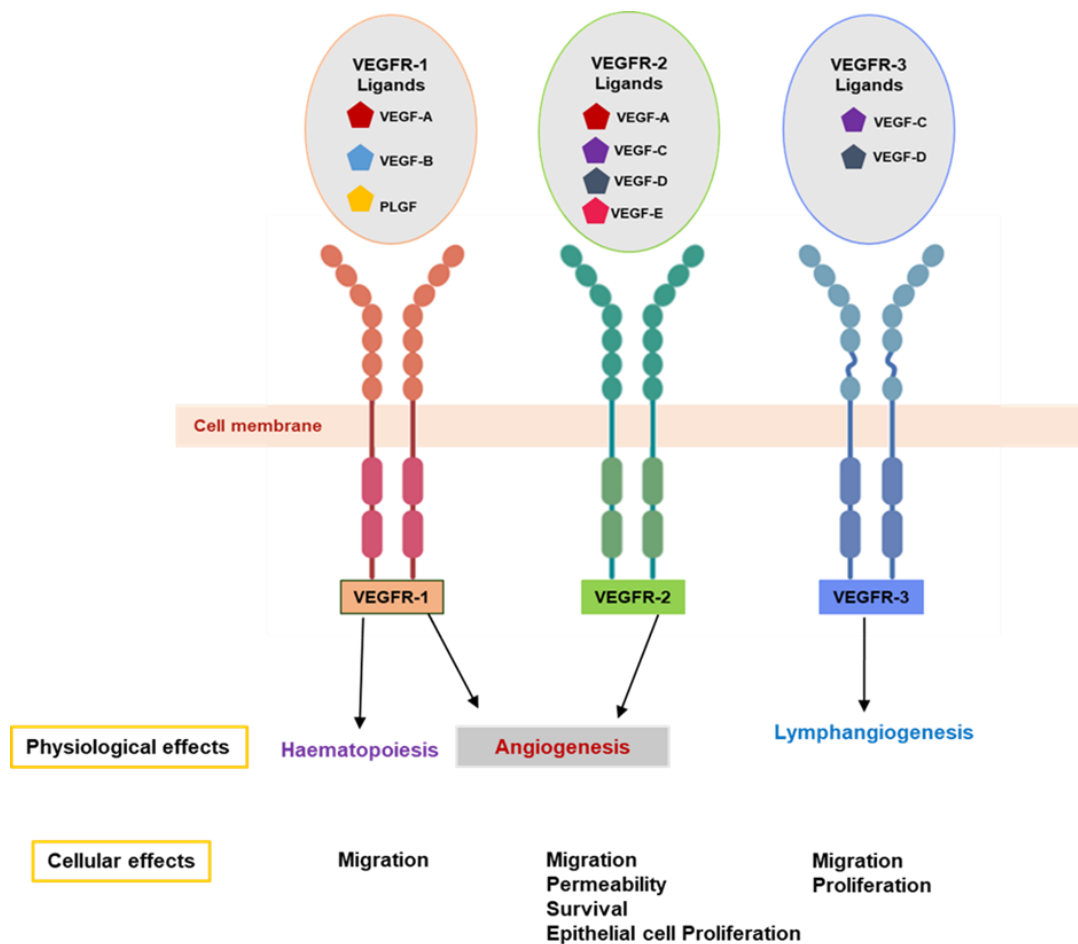 VEGFR-1
Ligands
VEGF-A
VEGF-B
PLGF
VEGFR-2
Ligands
VEGF-A
VEGF-C
VEGF-D
VEGF-E
VEGFR-3
Ligands
VEGF-C
VEGF-D
Cell membrane
VEGFR-1
VEGFR-2
VEGFR-3
Physiological effects
Haematopoiesis
Angiogenesis
Lymphangiogenesis
Cellular effects
Migration
Migration
Permeability
Survival
Epithelial cell Proliferation
Migration
Proliferation